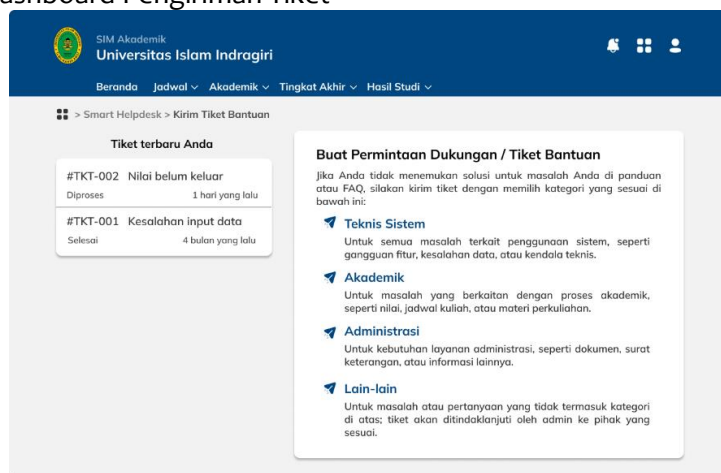 ashboard Pengiriman Tiket
SIM Akademik
Universitas Islam Indragiri
Beranda Jadwal Akademik Tingkat Akhir Hasil Studi
> Smart Helpdesk > Kirim Tiket Bantuan
Tiket terbaru Anda
#TKT-002 Nilai belum keluar
Diproses 1 hari yang lalu
#TKT-001 Kesalahan input data
Selesai 4 bulan yang lalu
Buat Permintaan Dukungan / Tiket Bantuan
Jika Anda tidak menemukan solusi untuk masalah Anda di panduan
atau FAQ, silakan kirim tiket dengan memilih kategori yang sesuai di
bawah ini:
Teknis Sistem
Untuk semua masalah terkait penggunaan sistem, seperti
gangguan fitur, kesalahan data, atau kendala teknis.
Akademik
Untuk masalah yang berkaitan dengan proses akademik,
seperti nilai, jadwal kuliah, atau materi perkuliahan.
Administrasi
Untuk kebutuhan layanan administrasi, seperti dokumen, surat
keterangan, atau informasi lainnya.
Lain-lain
Untuk masalah atau pertanyaan yang tidak termasuk kategori
di atas; tiket akan ditindaklanjuti oleh admin ke pihak yang
sesuai.